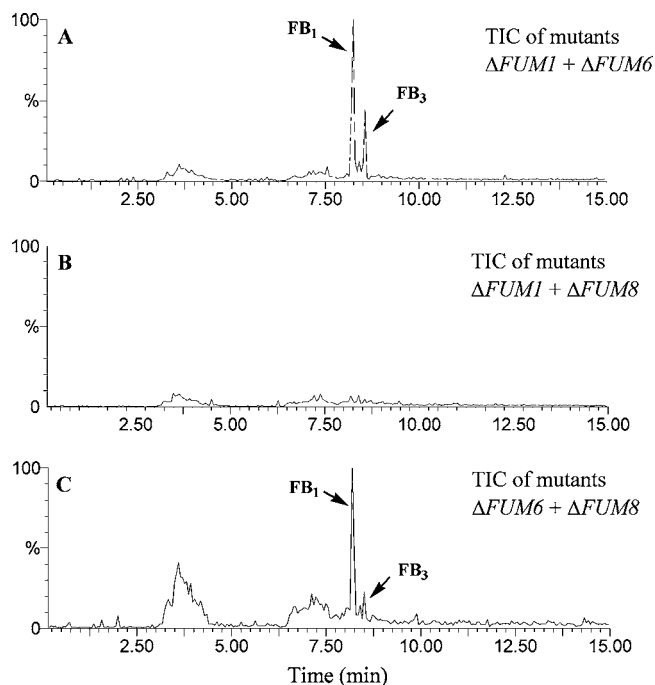 100
A
FB₁
TIC of mutants
ΔFUM1 + ΔFUM6
%
FB₃
0
2.50 5.00 7.50 10.00 12.50 15.00
100
B
TIC of mutants
ΔFUM1 + ΔFUM8
%
0
2.50 5.00 7.50 10.00 12.50 15.00
100
C
FB₁
TIC of mutants
ΔFUM6 + ΔFUM8
%
FB₃
0
2.50 5.00 7.50 10.00 12.50 15.00
Time (min)